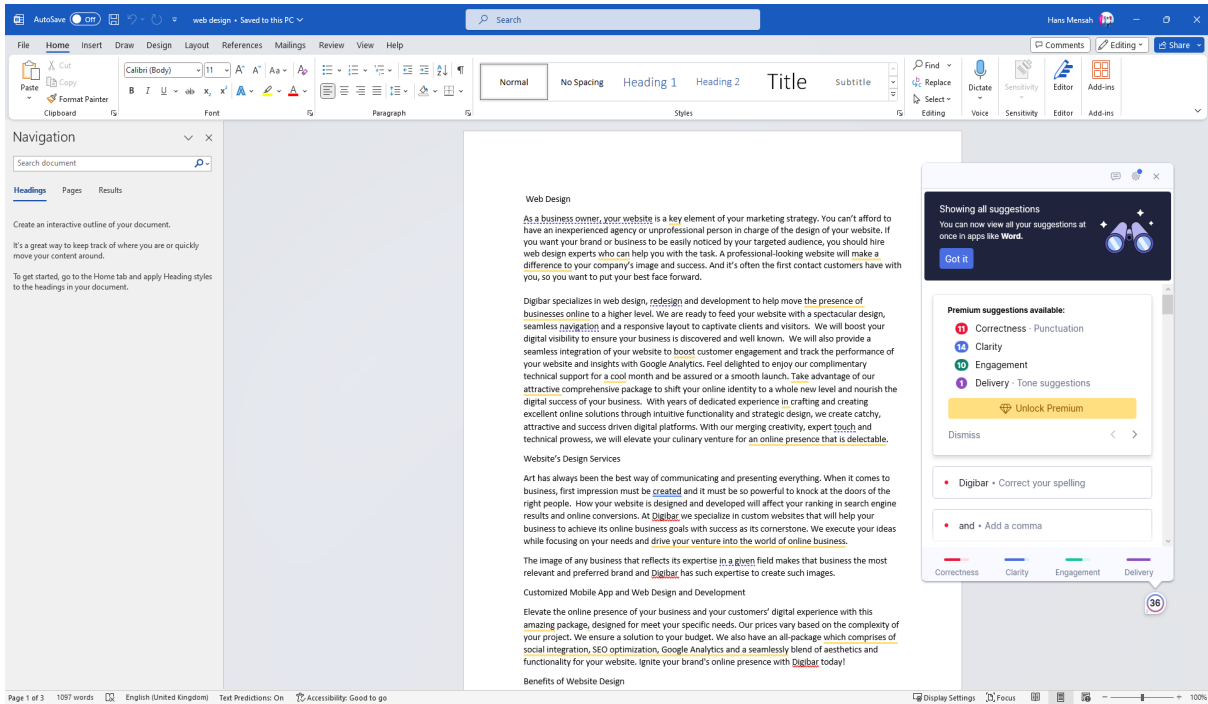 AutoSave Off web design • Saved to this PC Search Hans Mensah
File Home Insert Draw Design Layout References Mailings Review View Help Comments Editing Share
Paste Cut Copy Format Painter
Calibri (Body) 11
Normal No Spacing Heading 1 Heading 2 Title Subtitle
Find Replace Select Dictate Sensitivity Editor Add-ins
Clipboard Font Paragraph Styles Editing Voice Sensitivity Editor Add-ins
Navigation
Search document
Headings Pages Results
Create an interactive outline of your document.
It's a great way to keep track of where you are or quickly
move your content around.
To get started, go to the Home tab and apply Heading styles
to the headings in your document.
Web Design
As a business owner, your website is a key element of your marketing strategy. You can't afford to
have an inexperienced agency or unprofessional person in charge of the design of your website. If
you want your brand or business to be easily noticed by your targeted audience, you should hire
web design experts who can help you with the task. A professional-looking website will make a
difference to your company's image and success. And it's often the first contact customers have with
you, so you want to put your best face forward.
Digibar specializes in web design, redesign and development to help move the presence of
businesses online to a higher level. We are ready to feed your website with a spectacular design,
seamless navigation and a responsive layout to captivate clients and visitors. We will boost your
digital visibility to ensure your business is discovered and well known. We will also provide a
seamless integration of your website to boost customer engagement and track the performance of
your website and insights with Google Analytics. Feel delighted to enjoy our complimentary
technical support for a cool month and be assured or a smooth launch. Take advantage of our
attractive comprehensive package to shift your online identity to a whole new level and nourish the
digital success of your business. With years of dedicated experience in crafting and creating
excellent online solutions through intuitive functionality and strategic design, we create catchy,
attractive and success driven digital platforms. With our merging creativity, expert touch and
technical prowess, we will elevate your culinary venture for an online presence that is delectable.
Website's Design Services
Art has always been the best way of communicating and presenting everything. When it comes to
business, first impression must be created and it must be so powerful to knock at the doors of the
right people. How your website is designed and developed will affect your ranking in search engine
results and online conversions. At Digibar we specialize in custom websites that will help your
business to achieve its online business goals with success as its cornerstone. We execute your ideas
while focusing on your needs and drive your venture into the world of online business.
The image of any business that reflects its expertise in a given field makes that business the most
relevant and preferred brand and Digibar has such expertise to create such images.
Customized Mobile App and Web Design and Development
Elevate the online presence of your business and your customers' digital experience with this
amazing package, designed for meet your specific needs. Our prices vary based on the complexity of
your project. We ensure a solution to your budget. We also have an all-package which comprises of
social integration, SEO optimization, Google Analytics and a seamlessly blend of aesthetics and
functionality for your website. Ignite your brand's online presence with Digibar today!
Benefits of Website Design
Showing all suggestions
You can now view all your suggestions at
once in apps like Word.
Got it
Premium suggestions available:
11 Correctness · Punctuation
14 Clarity
10 Engagement
1 Delivery · Tone suggestions
Unlock Premium
Dismiss
Digibar • Correct your spelling
and • Add a comma
Correctness Clarity Engagement Delivery
36
Page 1 of 3 1097 words English (United Kingdom) Text Predictions: On Accessibility: Good to go Display Settings Focus 100%